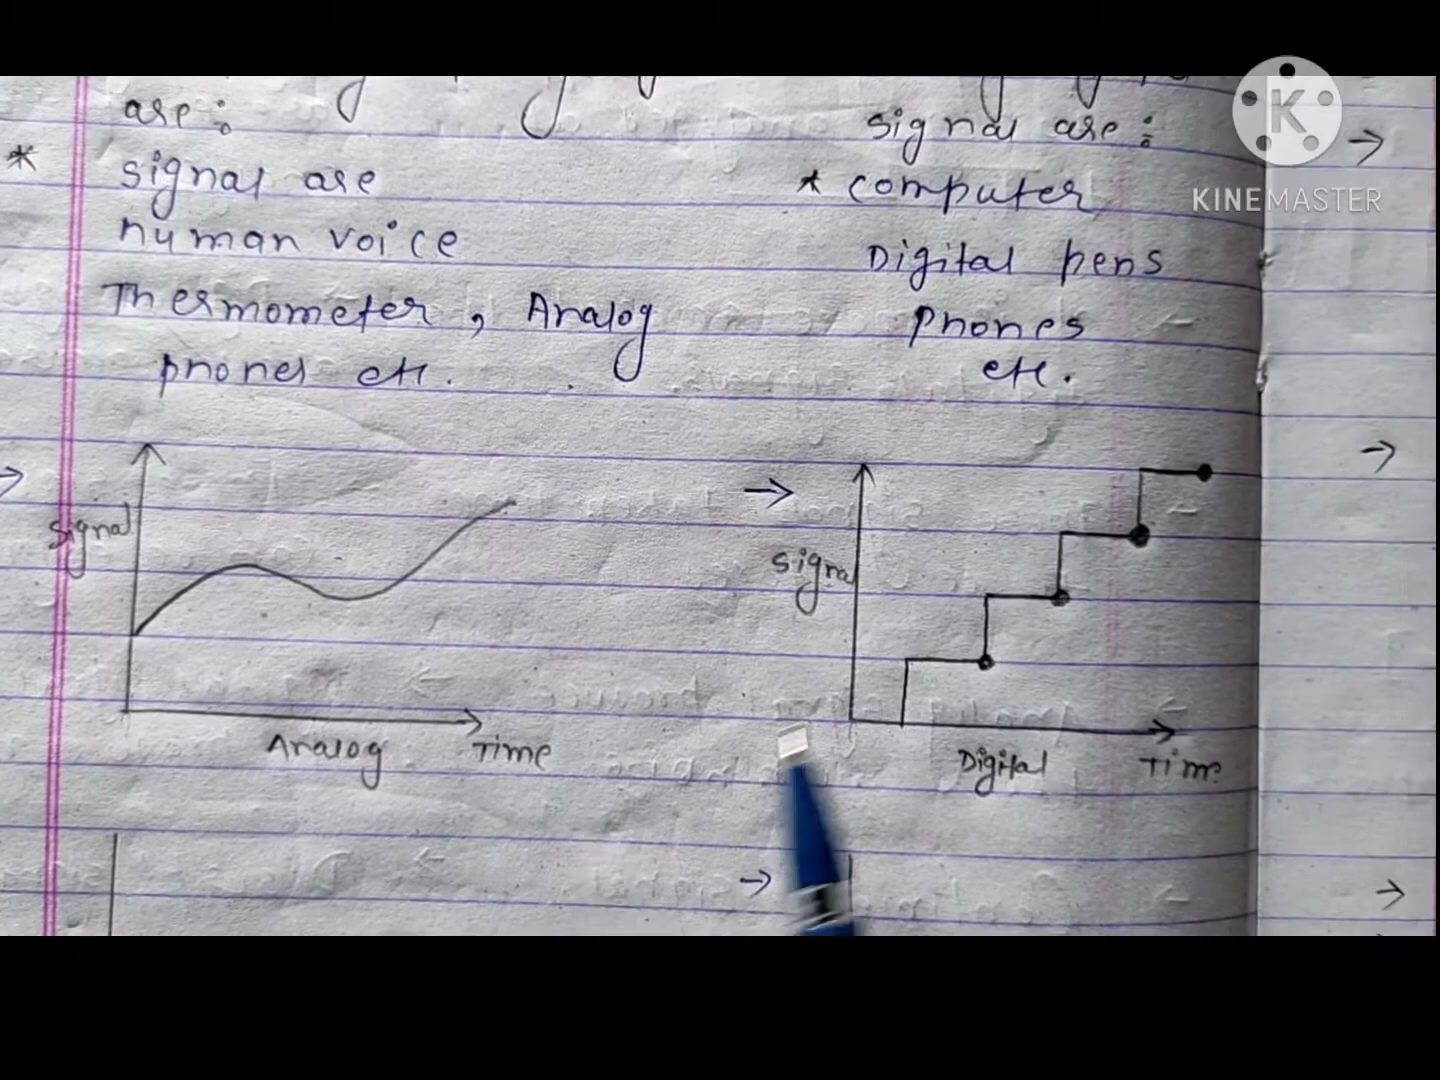 are:
* signal are
human voice
Thermometer, Analog
phones etc.
signal are:
* computer
Digital pens
phones
etc.
signal
Analog Time
signal
Digital Time
KINEMASTER